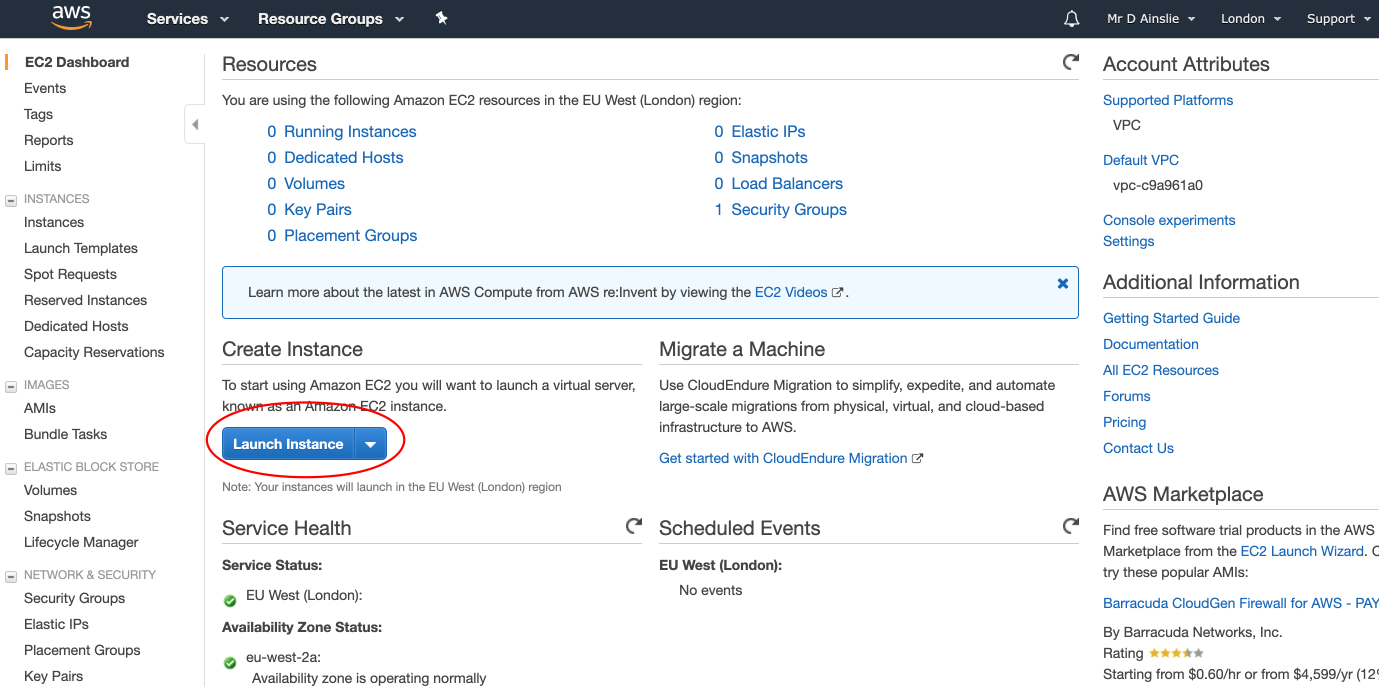 aws
Services
Resource Groups
Mr D Ainslie
London
Support
EC2 Dashboard
Events
Tags
Reports
Limits
INSTANCES
Instances
Launch Templates
Spot Requests
Reserved Instances
Dedicated Hosts
Capacity Reservations
IMAGES
AMIs
Bundle Tasks
ELASTIC BLOCK STORE
Volumes
Snapshots
Lifecycle Manager
NETWORK & SECURITY
Security Groups
Elastic IPs
Placement Groups
Key Pairs
Resources
You are using the following Amazon EC2 resources in the EU West (London) region:
0 Running Instances
0 Dedicated Hosts
0 Volumes
0 Key Pairs
0 Placement Groups
0 Elastic IPs
0 Snapshots
0 Load Balancers
1 Security Groups
Learn more about the latest in AWS Compute from AWS re:Invent by viewing the EC2 Videos .
Create Instance
To start using Amazon EC2 you will want to launch a virtual server,
known as an Amazon EC2 instance.
Launch Instance
Note: Your instances will launch in the EU West (London) region
Migrate a Machine
Use CloudEndure Migration to simplify, expedite, and automate
large-scale migrations from physical, virtual, and cloud-based
infrastructure to AWS.
Get started with CloudEndure Migration
Service Health
Service Status:
EU West (London):
Availability Zone Status:
eu-west-2a:
Availability zone is operating normally
Scheduled Events
EU West (London):
No events
Account Attributes
Supported Platforms
VPC
Default VPC
vpc-c9a961a0
Console experiments
Settings
Additional Information
Getting Started Guide
Documentation
All EC2 Resources
Forums
Pricing
Contact Us
AWS Marketplace
Find free software trial products in the AWS
Marketplace from the EC2 Launch Wizard.
try these popular AMIs:
Barracuda CloudGen Firewall for AWS - PAY
By Barracuda Networks, Inc.
Rating
Starting from $0.60/hr or from $4,599/yr (12%